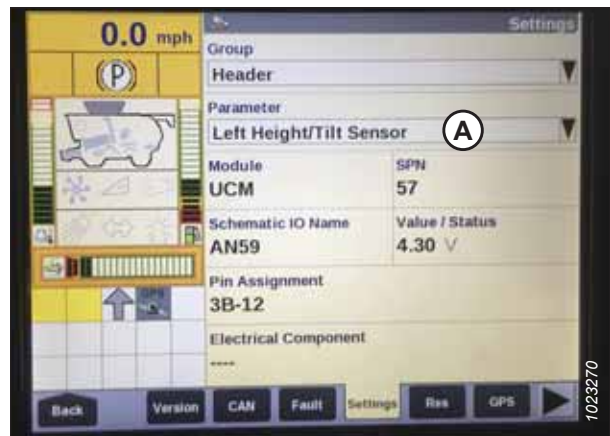 0.0 mph
(P)
Settings
Group
Header
Parameter
Left Height/Tilt Sensor
A
Module
SPN
UCM
57
Schematic IO Name
Value / Status
AN59
4.30 V
Pin Assignment
3B-12
Electrical Component
----
Back
Version
CAN
Fault
Settings
Res
GPS
1023270